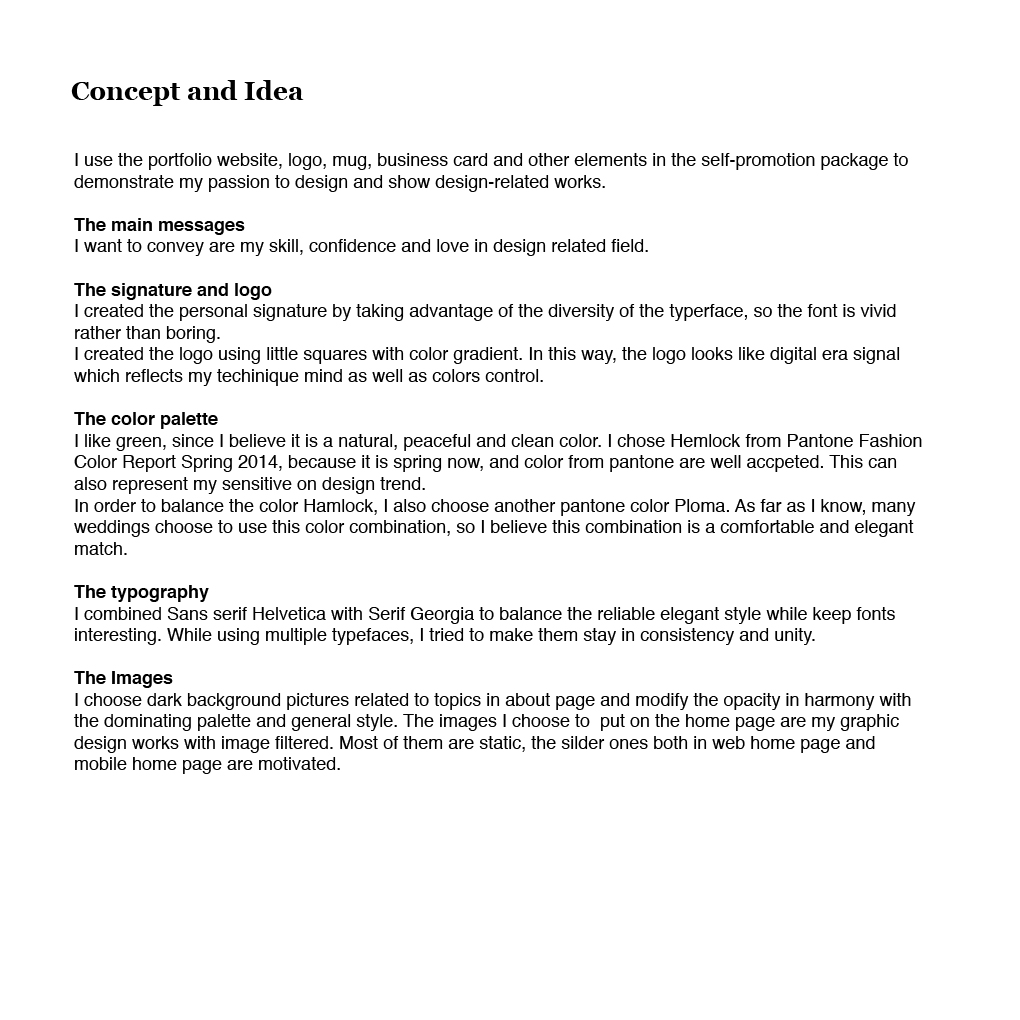 Concept and Idea
I use the portfolio website, logo, mug, business card and other elements in the self-promotion package to
demonstrate my passion to design and show design-related works.
The main messages
I want to convey are my skill, confidence and love in design related field.
The signature and logo
I created the personal signature by taking advantage of the diversity of the typerface, so the font is vivid
rather than boring.
I created the logo using little squares with color gradient. In this way, the logo looks like digital era signal
which reflects my techinique mind as well as colors control.
The color palette
I like green, since I believe it is a natural, peaceful and clean color. I chose Hemlock from Pantone Fashion
Color Report Spring 2014, because it is spring now, and color from pantone are well accpeted. This can
also represent my sensitive on design trend.
In order to balance the color Hamlock, I also choose another pantone color Ploma. As far as I know, many
weddings choose to use this color combination, so I believe this combination is a comfortable and elegant
match.
The typography
I combined Sans serif Helvetica with Serif Georgia to balance the reliable elegant style while keep fonts
interesting. While using multiple typefaces, I tried to make them stay in consistency and unity.
The Images
I choose dark background pictures related to topics in about page and modify the opacity in harmony with
the dominating palette and general style. The images I choose to  put on the home page are my graphic
design works with image filtered. Most of them are static, the silder ones both in web home page and
mobile home page are motivated.